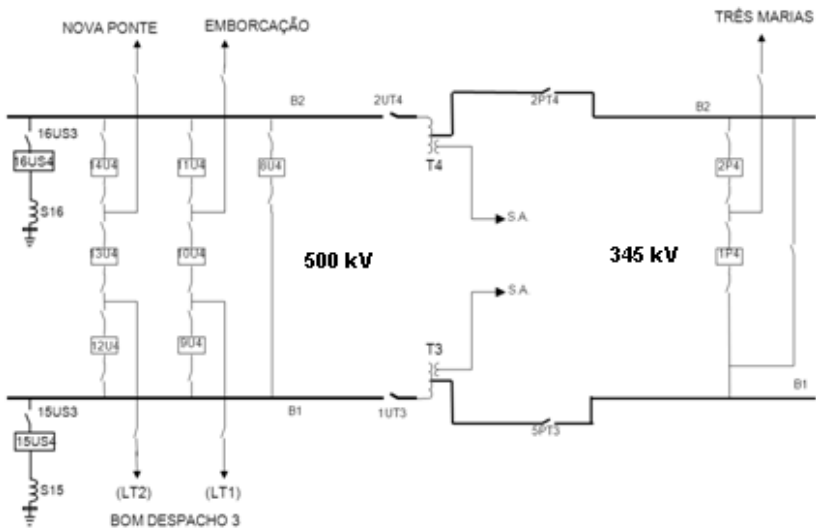 NOVA PONTE
EMBORCAÇÃO
TRÊS MARIAS
B2
2UT4
2PT4
B2
16US3
16US4
14U4
11U4
8U4
T4
2P4
S16
S.A.
13U4
10U4
500 kV
345 kV
1P4
S.A.
12U4
9U4
T3
15US3
B1
1UT3
5PT3
B1
15US4
S15
(LT2)
(LT1)
BOM DESPACHO 3